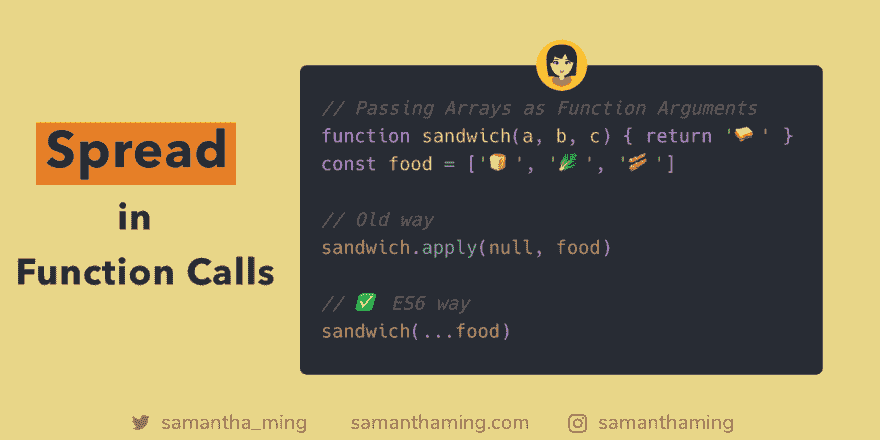 Spread
in
Function Calls
// Passing Arrays as Function Arguments
function sandwich(a, b, c) { return '🥪 ' }
const food = ['🍞 ', '🥬 ', '🥓 ']
// Old way
sandwich.apply(null, food)
// ✅ ES6 way
sandwich(...food)
samantha_ming
samanthaming.com
samanthaming